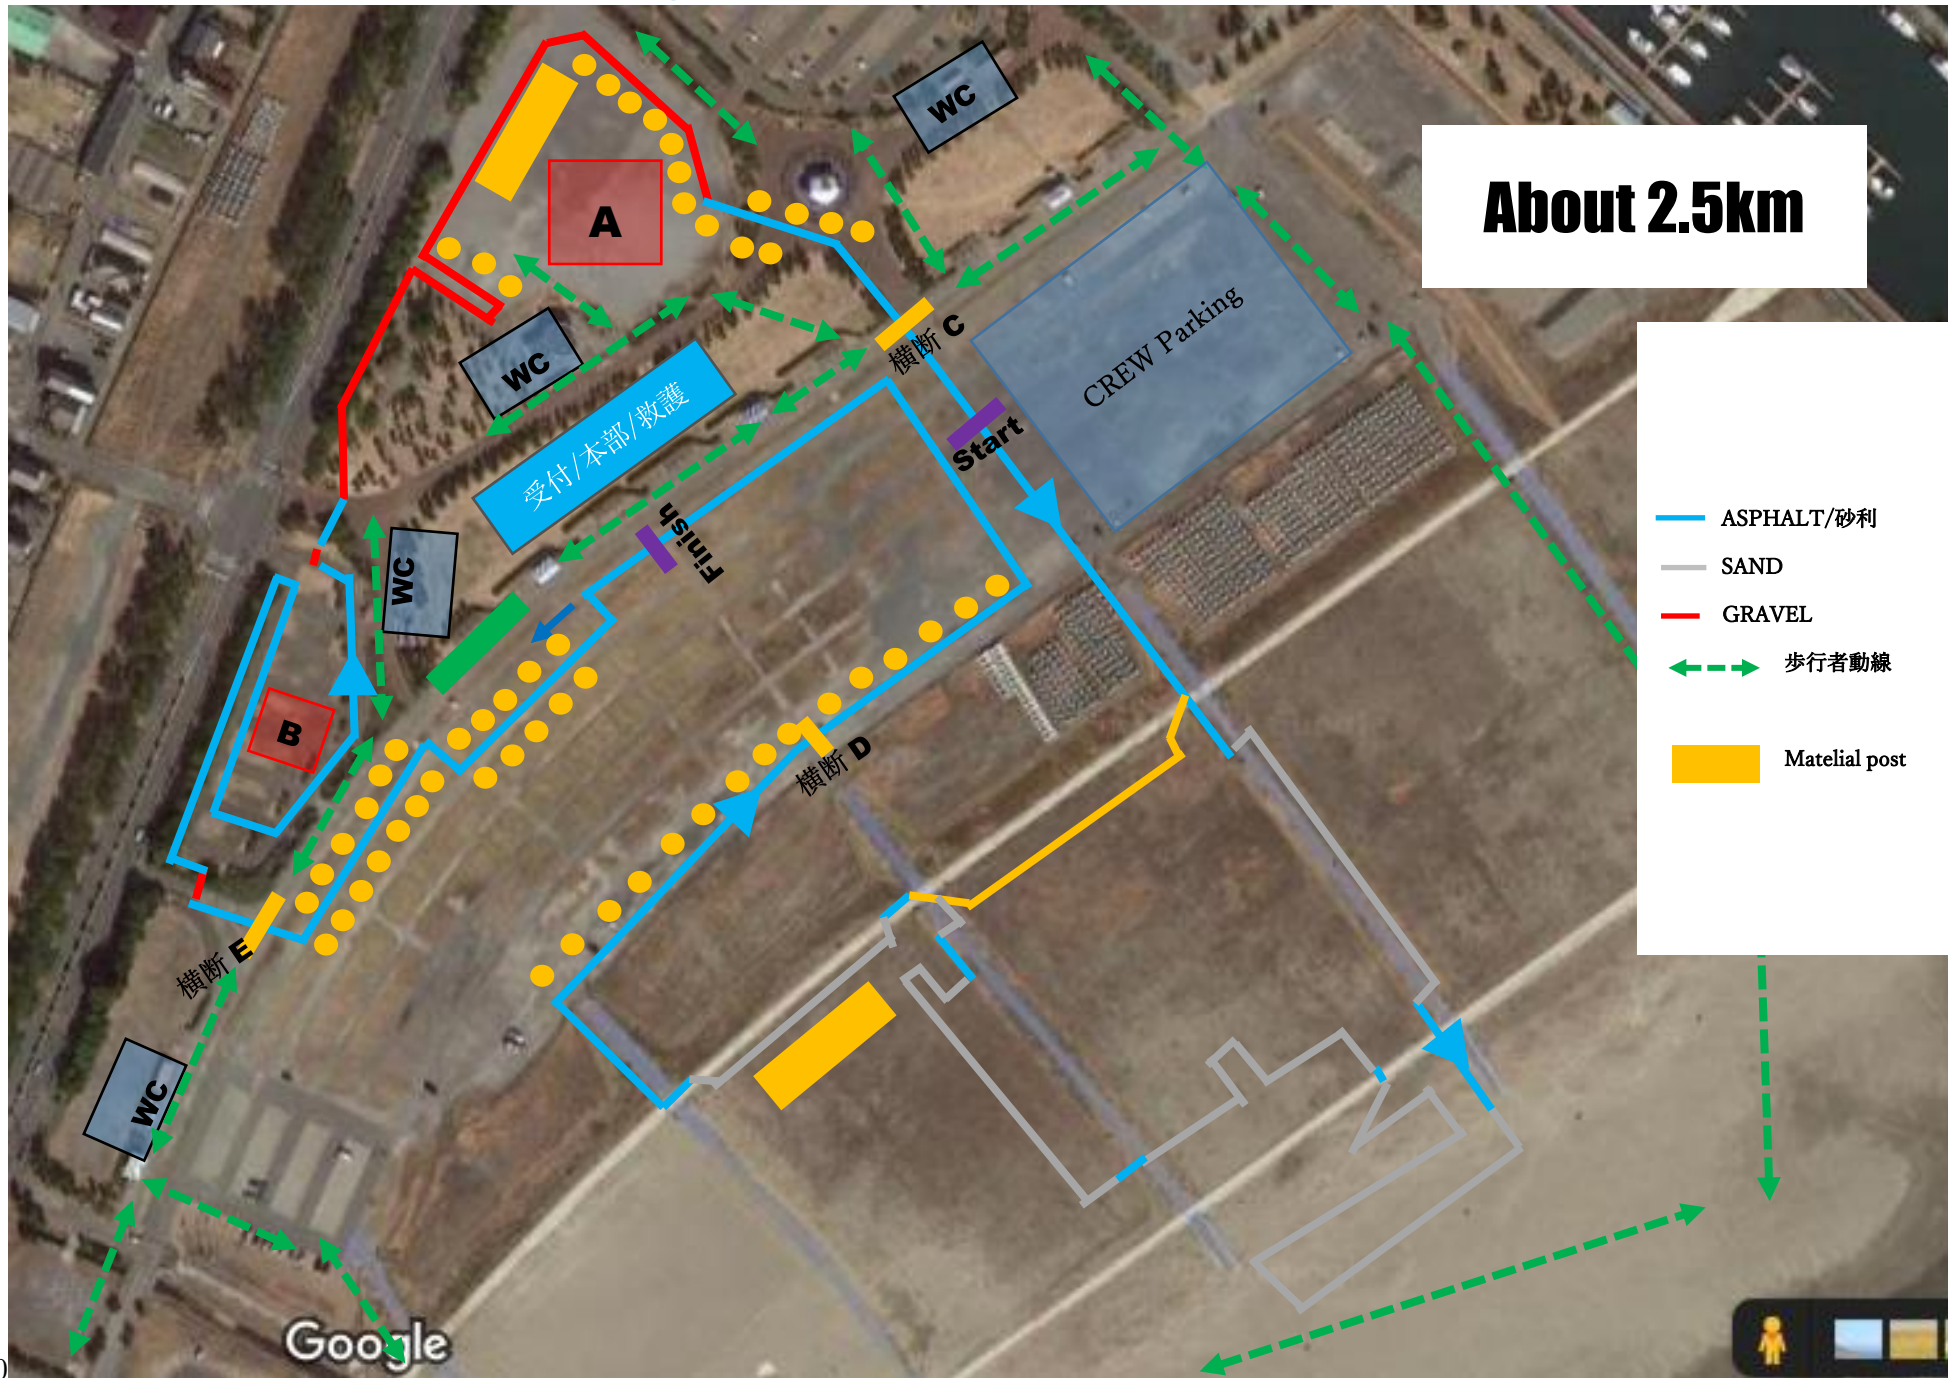 About 2.5km
WC
A
CREW Parking
横断 C
WC
受付/本部/救護
Start
Finish
WC
B
横断 D
横断 E
WC
ASPHALT/砂利
SAND
GRAVEL
歩行者動線
Matelial post
Google
)